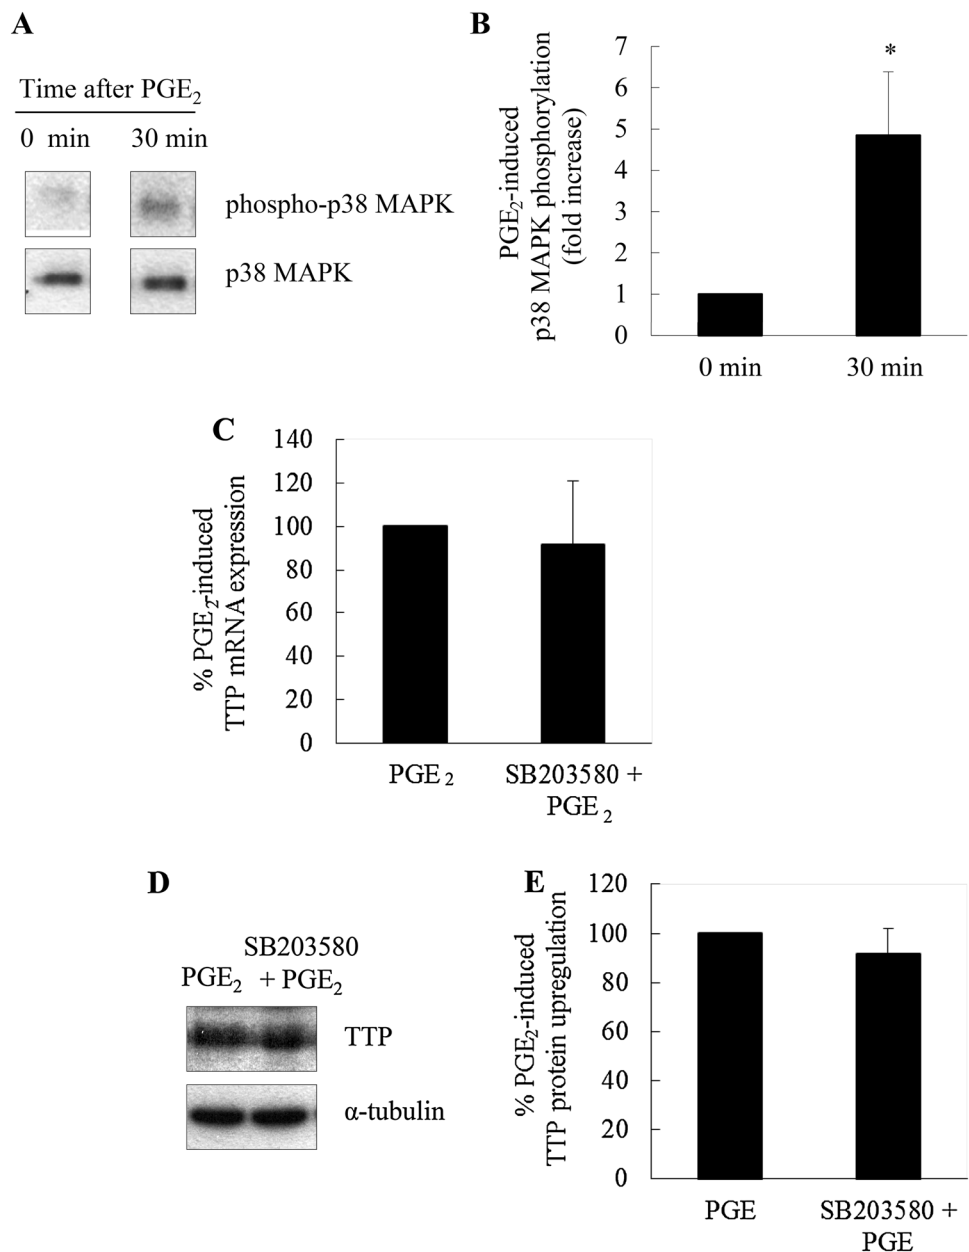 A
Time after PGE2
0 min 30 min
phospho-p38 MAPK
p38 MAPK
B
PGE2-induced
p38 MAPK phosphorylation
(fold increase)
7
6
5
4
3
2
1
0
*
0 min 30 min
C
% PGE2-induced
TTP mRNA expression
140
120
100
80
60
40
20
0
PGE2
SB203580 +
PGE2
D
SB203580
PGE2 + PGE2
TTP
α-tubulin
E
% PGE2-induced
TTP protein upregulation
120
100
80
60
40
20
0
PGE
SB203580 +
PGE